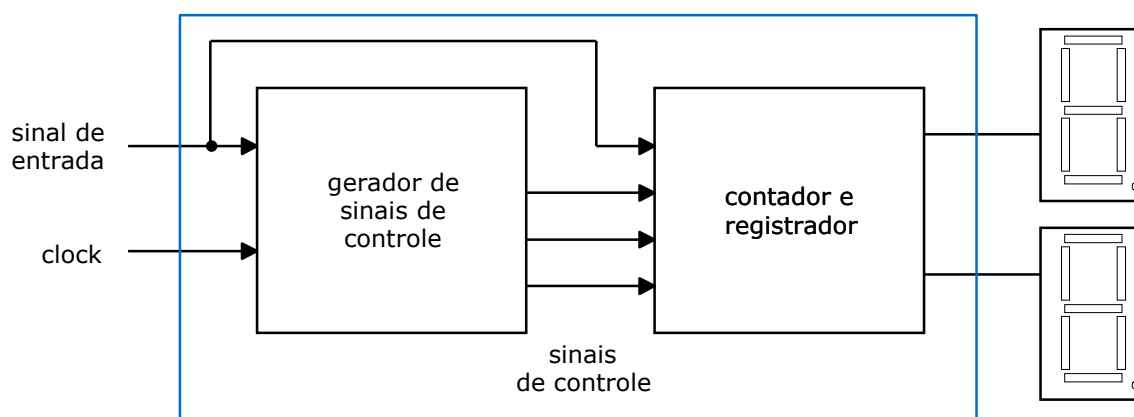 sinal de
entrada
clock
gerador de
sinais de
controle
sinais
de controle
contador e
registrador